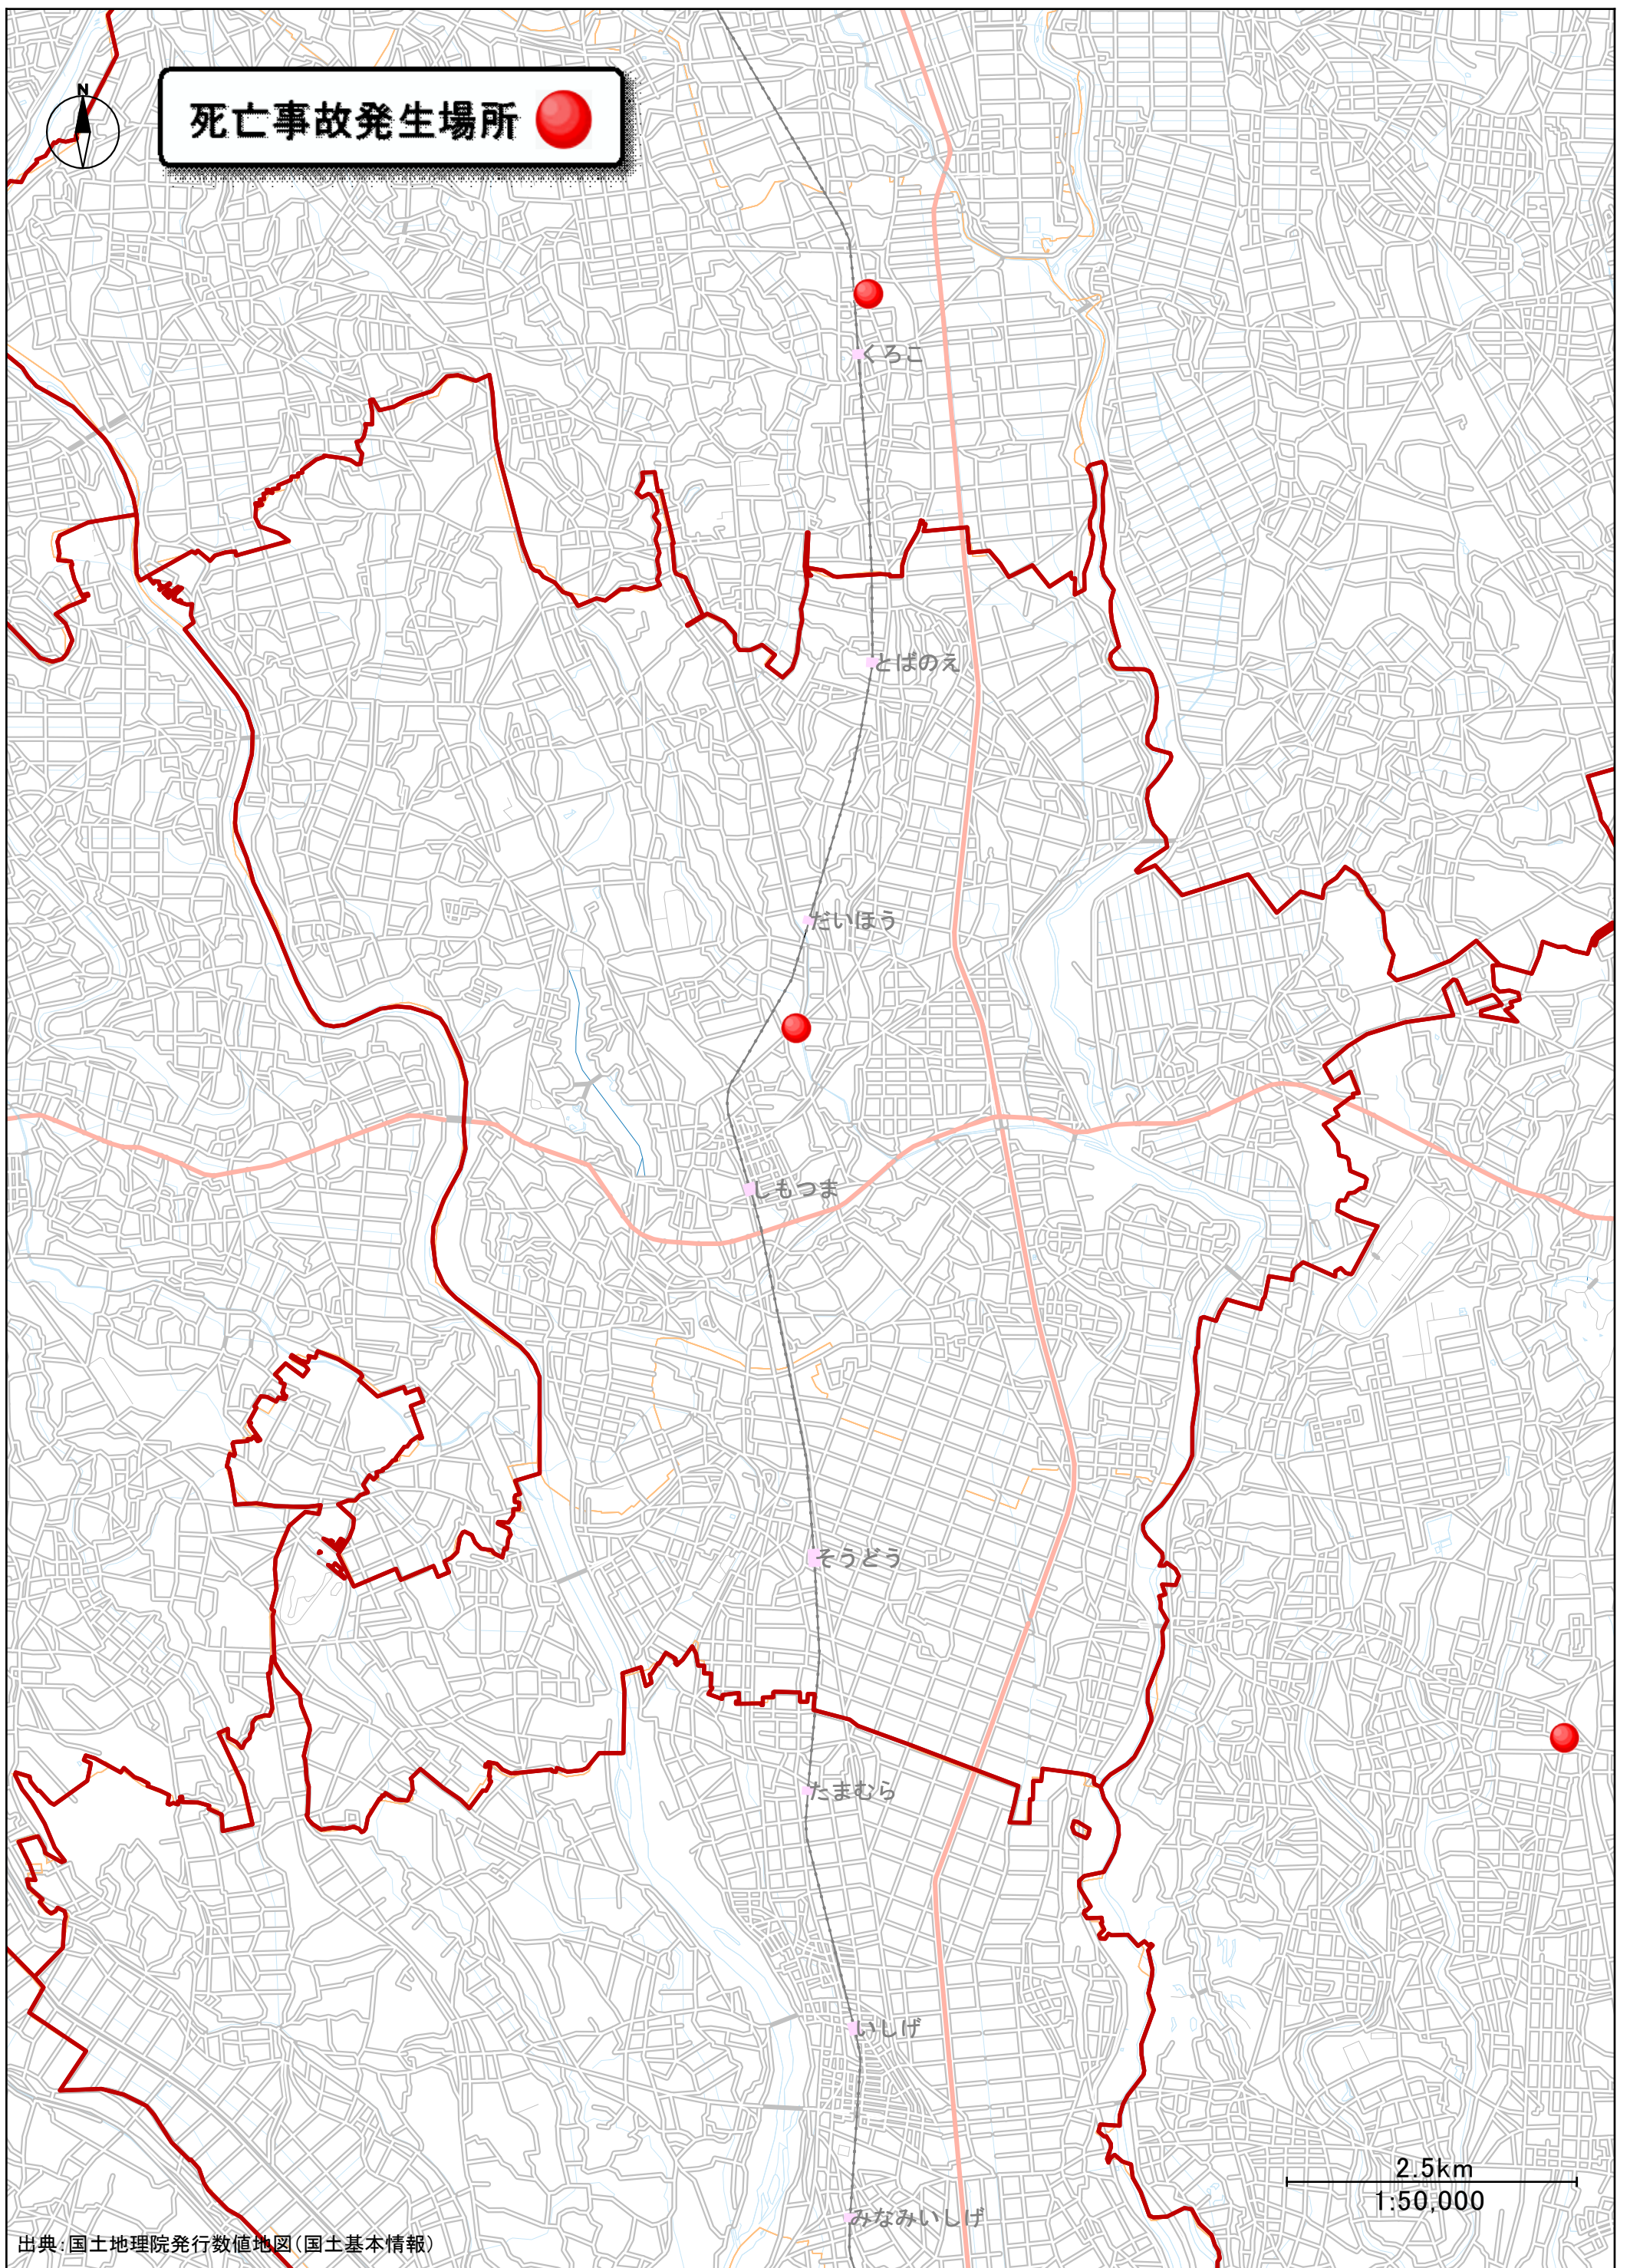 N
死亡事故発生場所
くろこ
とばのえ
だいほう
しもつま
そうどう
たまむら
いしげ
みなみいしげ
2.5km
1:50,000
出典:国土地理院発行数値地図(国土基本情報)